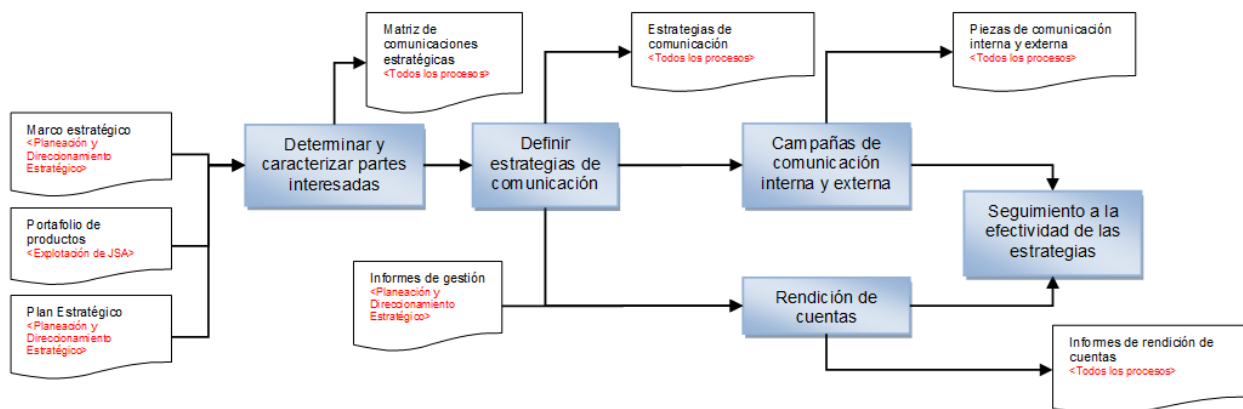 Matriz de
comunicaciones
estratégicas
<Todos los procesos>
Estrategias de
comunicación
<Todos los procesos>
Piezas de comunicación
interna y externa
<Todos los procesos>
Marco estratégico
<Planeación y
Direccionamiento
Estratégico>
Determinar y
caracterizar partes
interesadas
Definir
estrategias de
comunicación
Campañas de
comunicación
interna y externa
Seguimiento a la
efectividad de las
estrategias
Portafolio de
productos
<Explotación de JSA>
Informes de gestión
<Planeación y
Direccionamiento
Estratégico>
Rendición de
cuentas
Plan Estratégico
<Planeación y
Direccionamiento
Estratégico>
Informes de rendición de
cuentas
<Todos los procesos>